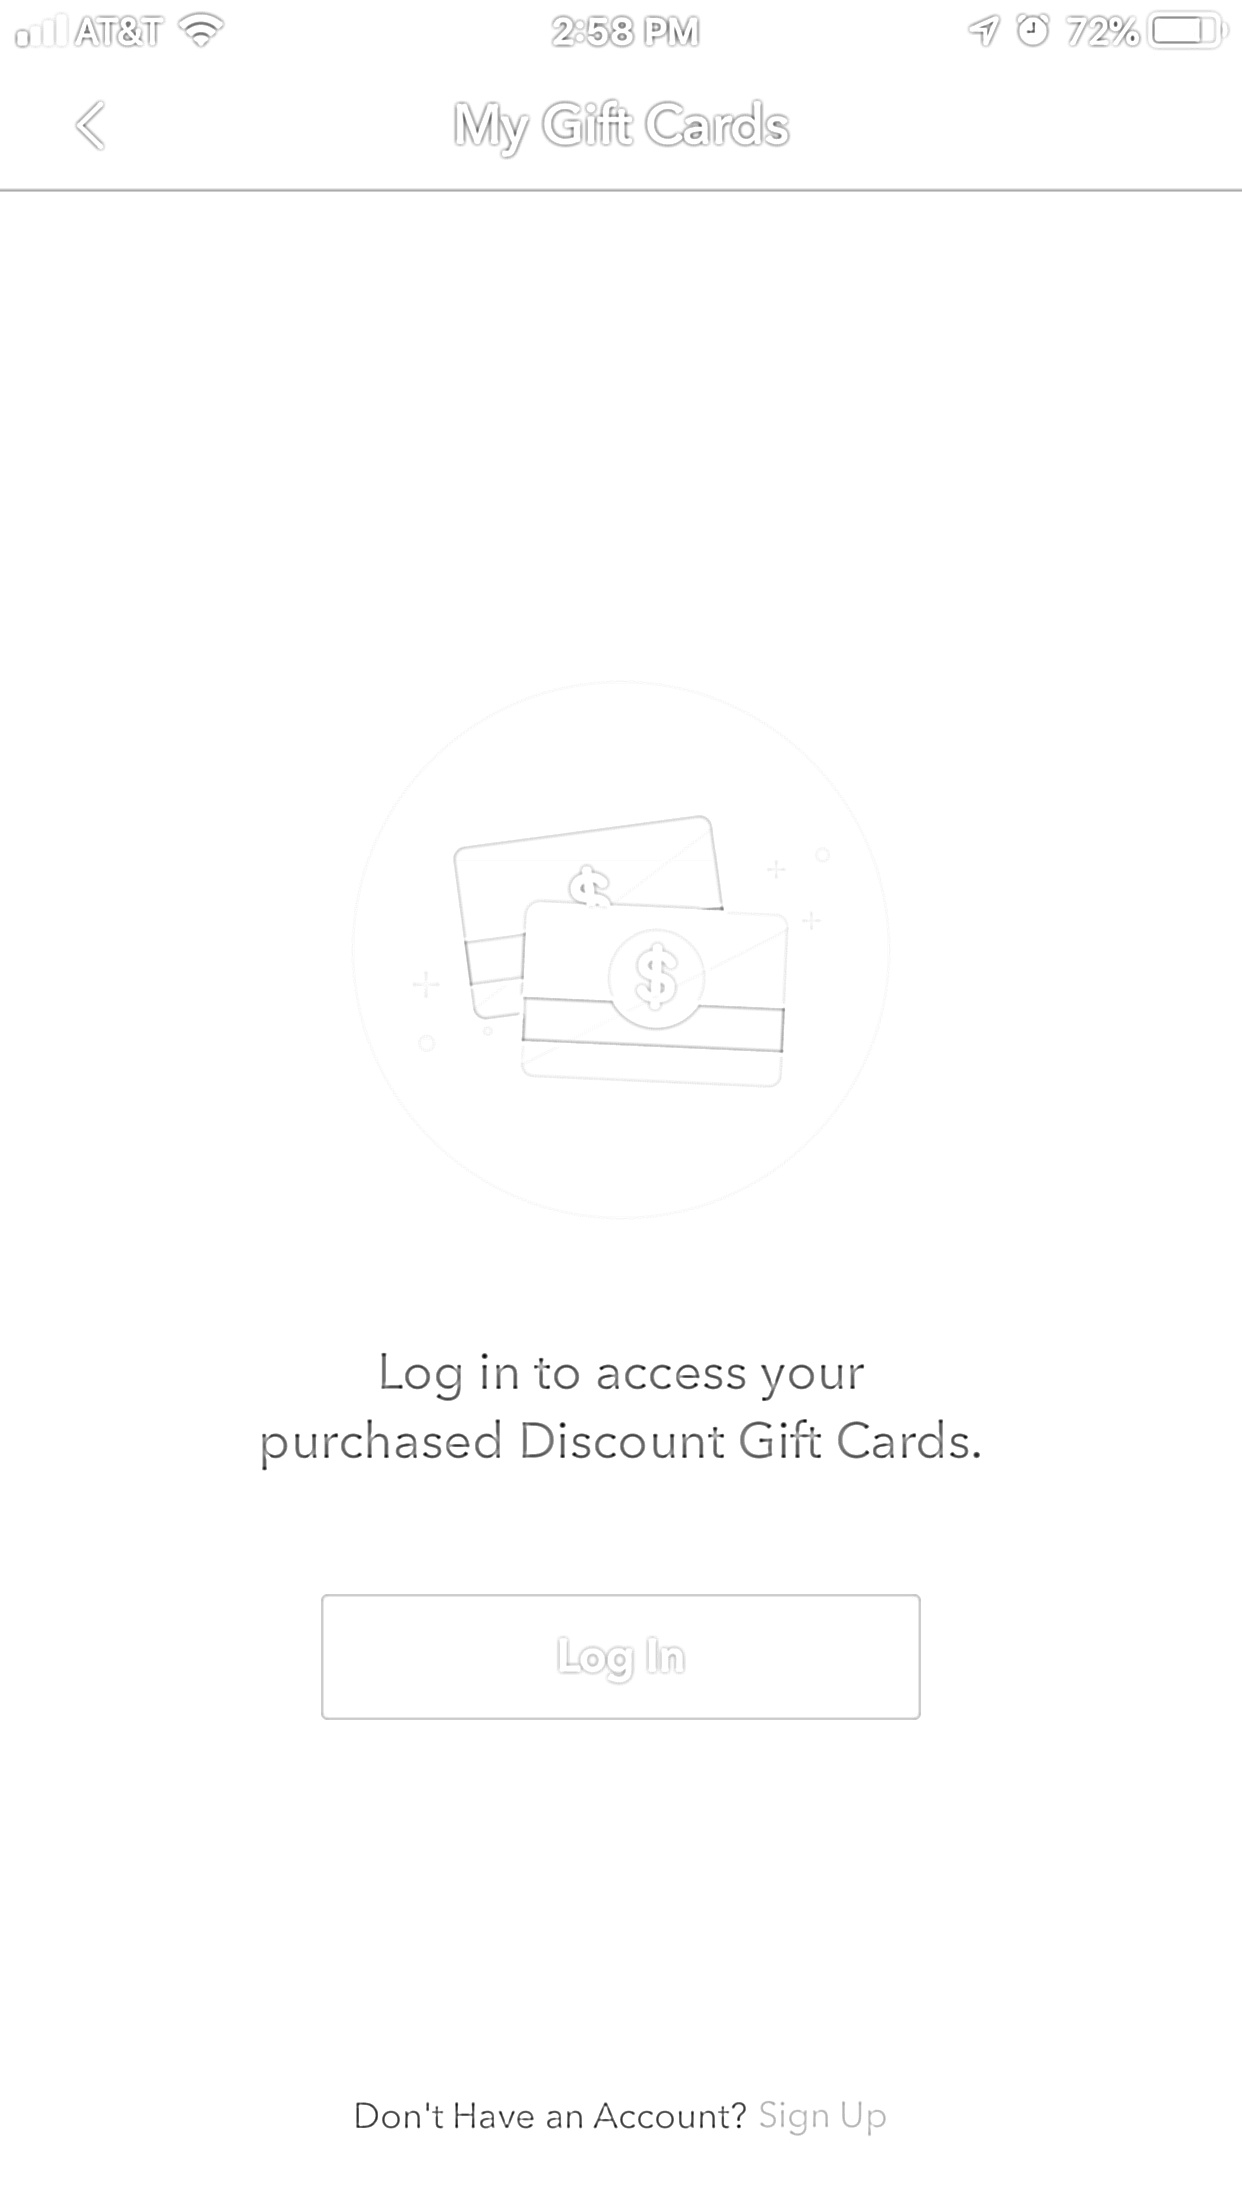 AT&T 2:58 PM 72%
My Gift Cards
$
$
Log in to access your
purchased Discount Gift Cards.
Log In
Don't Have an Account? Sign Up